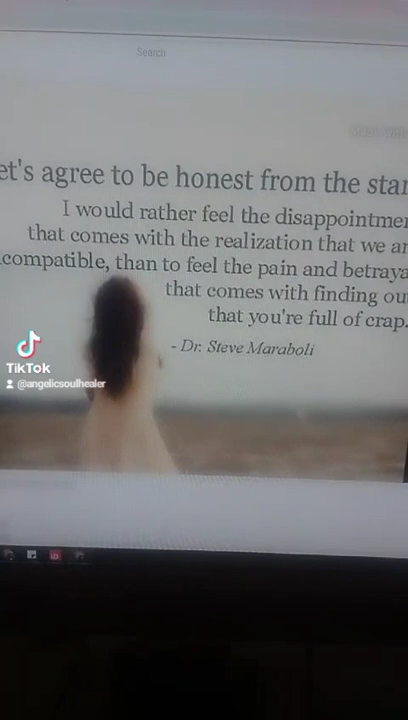 Search
et's agree to be honest from the star
I would rather feel the disappointmer
that comes with the realization that we ar
compatible, than to feel the pain and betraya
that comes with finding ou
that you're full of crap.
- Dr. Steve Maraboli
TikTok
@angelicsoulhealer